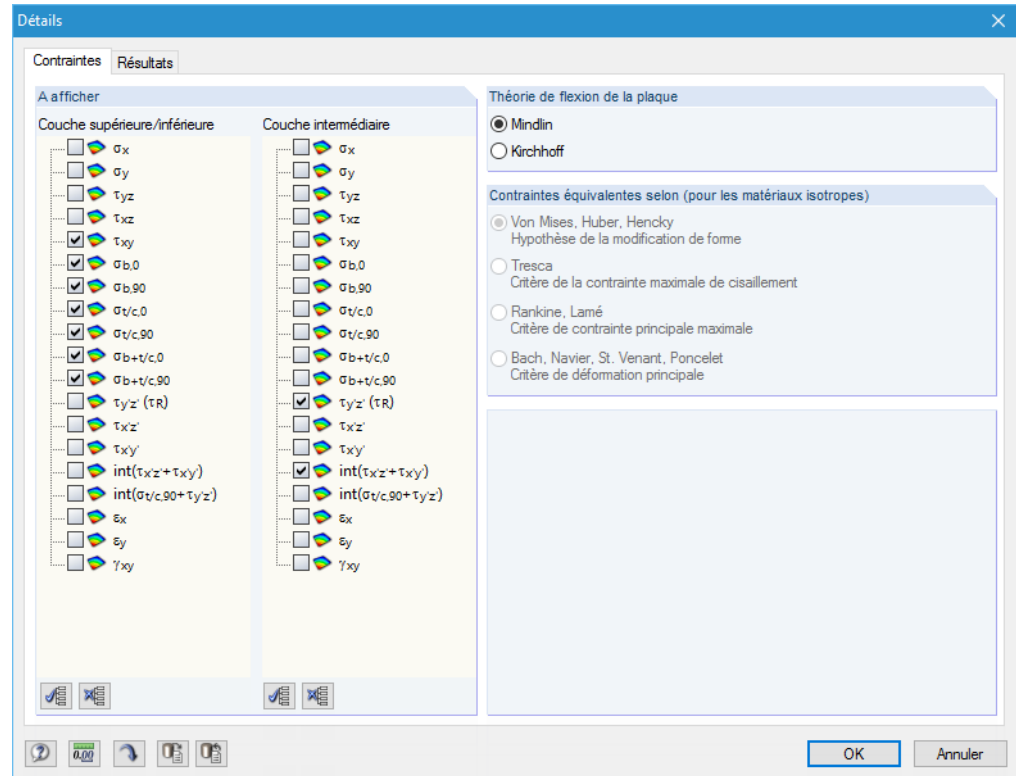 Détails
Contraintes
Résultats
A afficher
Couche supérieure/inférieure
σx
σy
τyz
τxz
τxy
σb,0
σb,90
σt/c,0
σt/c,90
σb+t/c,0
σb+t/c,90
τy'z' (τR)
τx'z'
τx'y'
int(τx'z'+τx'y')
int(σt/c,90+τy'z')
εx
εy
γxy
Couche intermédiaire
σx
σy
τyz
τxz
τxy
σb,0
σb,90
σt/c,0
σt/c,90
σb+t/c,0
σb+t/c,90
τy'z' (τR)
τx'z'
τx'y'
int(τx'z'+τx'y')
int(σt/c,90+τy'z')
εx
εy
γxy
Théorie de flexion de la plaque
Mindlin
Kirchhoff
Contraintes équivalentes selon (pour les matériaux isotropes)
Von Mises, Huber, Hencky
Hypothèse de la modification de forme
Tresca
Critère de la contrainte maximale de cisaillement
Rankine, Lamé
Critère de contrainte principale maximale
Bach, Navier, St. Venant, Poncelet
Critère de déformation principale
0.00
OK
Annuler